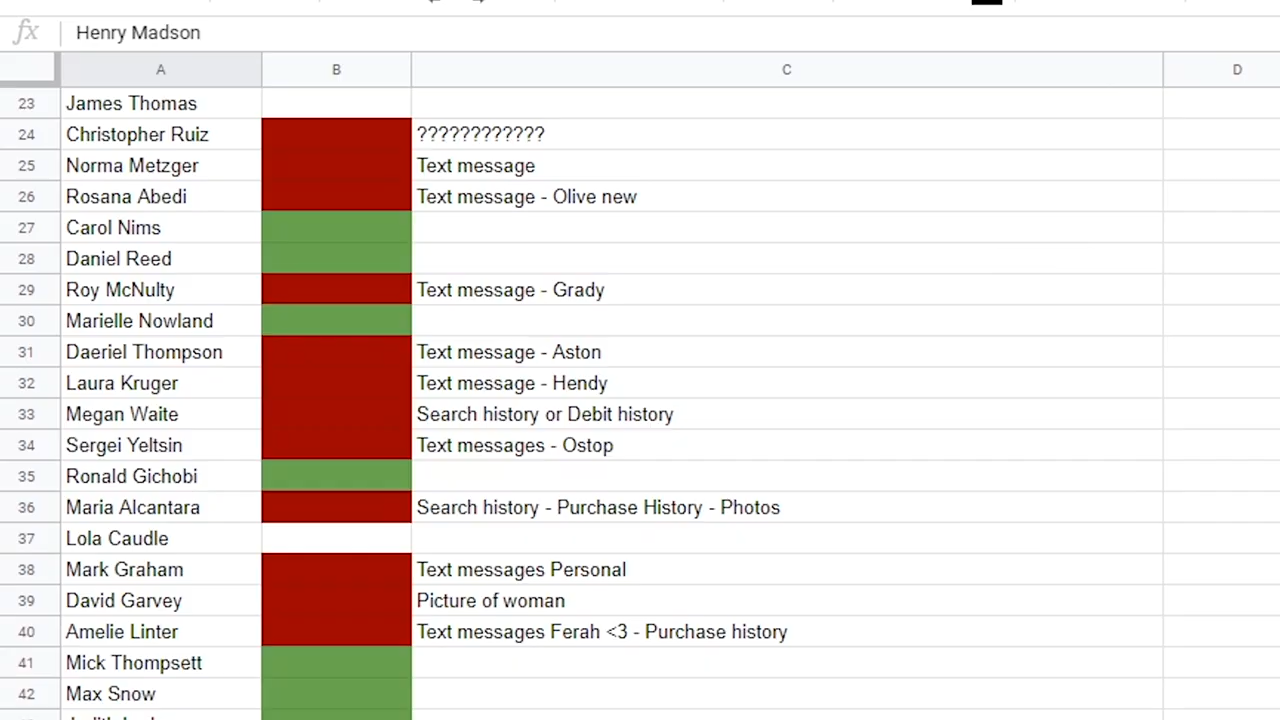 fx Henry Madson
A B C D
23 James Thomas
24 Christopher Ruiz ????????????
25 Norma Metzger Text message
26 Rosana Abedi Text message - Olive new
27 Carol Nims
28 Daniel Reed
29 Roy McNulty Text message - Grady
30 Marielle Nowland
31 Daeriel Thompson Text message - Aston
32 Laura Kruger Text message - Hendy
33 Megan Waite Search history or Debit history
34 Sergei Yeltsin Text messages - Ostop
35 Ronald Gichobi
36 Maria Alcantara Search history - Purchase History - Photos
37 Lola Caudle
38 Mark Graham Text messages Personal
39 David Garvey Picture of woman
40 Amelie Linter Text messages Ferah <3 - Purchase history
41 Mick Thompsett
42 Max Snow